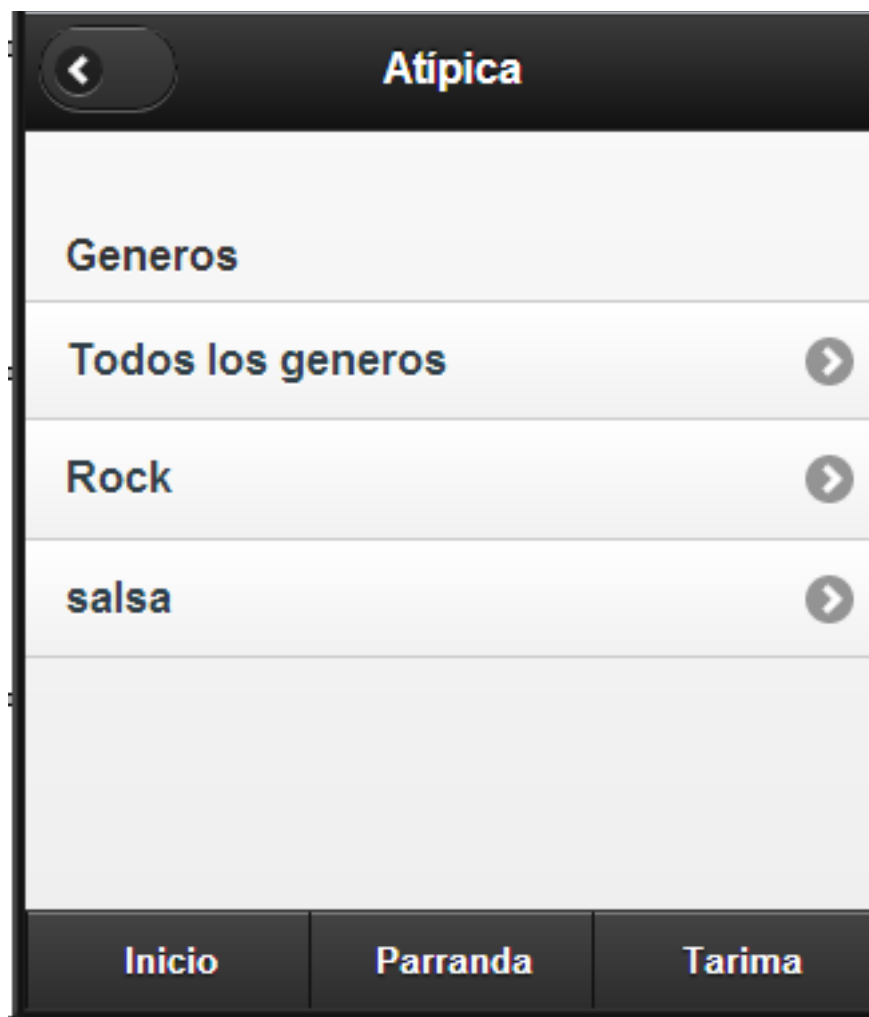 Atípica
Generos
Todos los generos
Rock
salsa
Inicio Parranda Tarima